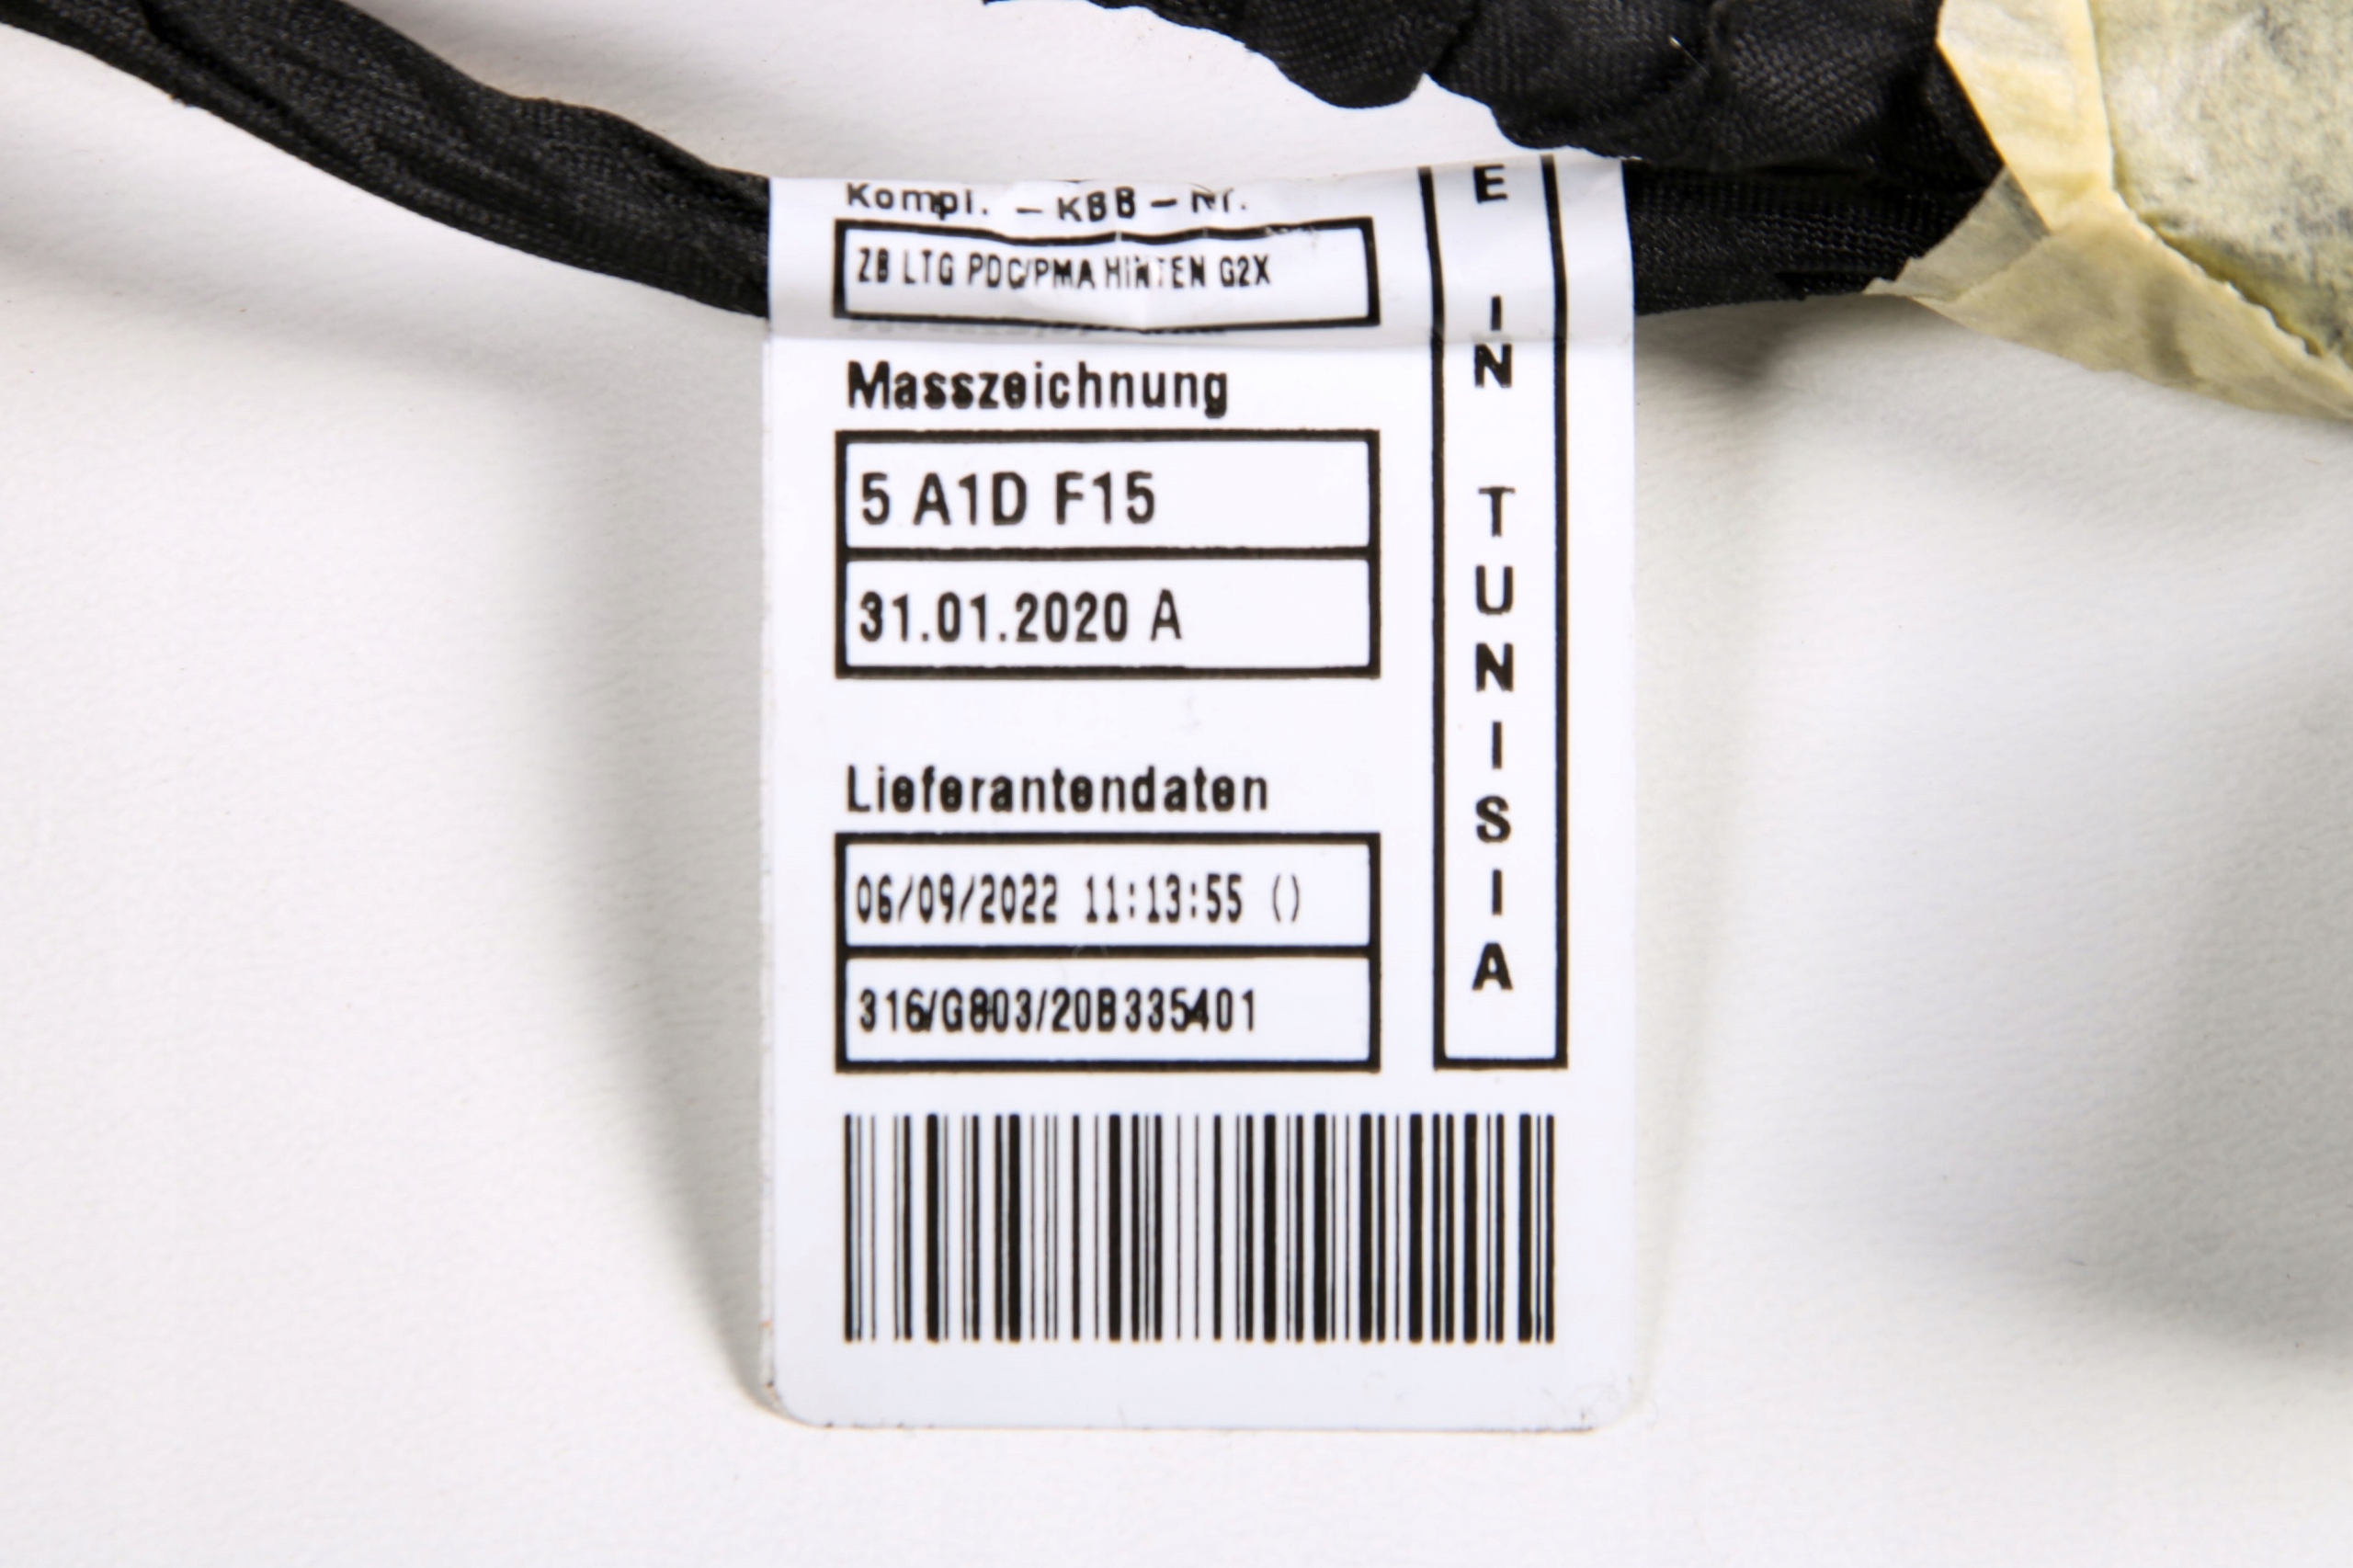 Kompl. - KBB - Nr.
ZB LTG PDC/PMA HINTEN G2X
Masszeichnung
5 A1D F15
31.01.2020 A
Lieferantendaten
06/09/2022 11:13:55 ()
316/G803/20B335401
E IN TUNISIA